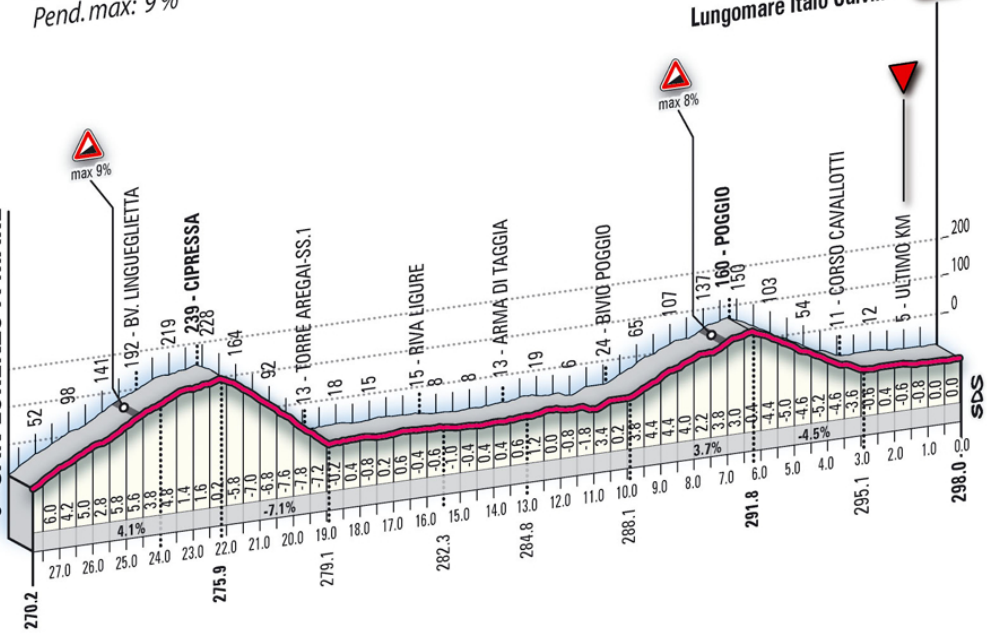 Pend. max: 9%
Lungomare Italo
max 9%
max 8%
52
98
141
192 - BV. LINGUEGLIETTA
219
239 - CIPRESSA
228
164
92
13 - TORRE AREGAI-SS.1
18
15
15 - RIVA LIGURE
8
8
13 - ARMA DI TAGGIA
19
6
24 - BIVIO POGGIO
65
107
137
160 - POGGIO
150
103
54
11 - CORSO CAVALLOTTI
12
5 - ULTIMO KM
200
100
0
6.0 4.2 5.0 2.8 5.8 5.6 3.8 4.8 1.4 1.6 -0.2 -5.8 -7.0 -6.8 -7.6 -7.8 -7.2 -0.2 0.4 -0.8 0.2 0.6 -0.4 -0.6 -1.0 -0.4 0.4 0.4 0.6 1.2 0.0 0.8 -1.8 3.4 0.2 3.8 4.4 4.4 4.0 2.2 3.8 3.0 -0.4 -4.4 -5.0 -4.6 -5.2 -4.6 -3.6 -0.6 0.4 -0.6 -0.8 0.0 0.0
4.1%
-7.1%
3.7%
-4.5%
27.0 26.0 25.0 24.0 23.0 22.0 21.0 20.0 19.0 18.0 17.0 16.0 15.0 14.0 13.0 12.0 11.0 10.0 9.0 8.0 7.0 6.0 5.0 4.0 3.0 2.0 1.0 0.0
270.2
275.9
279.1
282.3
284.8
288.1
291.8
295.1
298.0
SDS